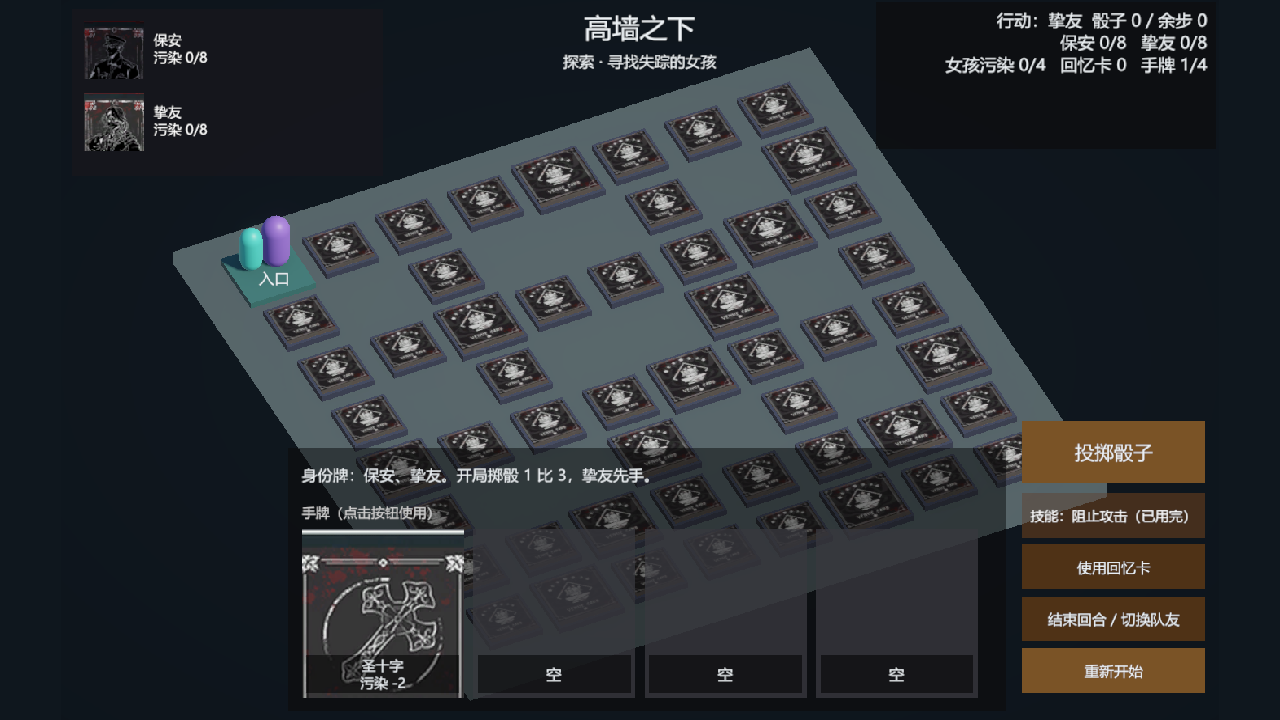 高墙之下
探索 · 寻找失踪的女孩
保安
污染 0/8
挚友
污染 0/8
行动：挚友 骰子 0 / 余步 0
保安 0/8 挚友 0/8
女孩污染 0/4 回忆卡 0 手牌 1/4
入口
身份牌：保安、挚友。开局掷骰 1 比 3，挚友先手。
手牌（点击按钮使用）
圣十字
污染 -2
空
空
空
投掷骰子
技能：阻止攻击（已用完）
使用回忆卡
结束回合 / 切换队友
重新开始